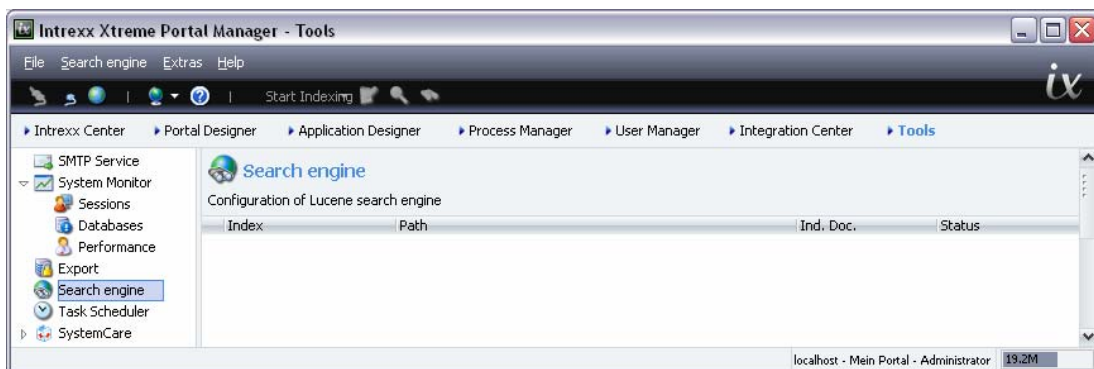 Intrexx Xtreme Portal Manager - Tools
File Search engine Extras Help
Start Indexing
ix
Intrexx Center Portal Designer Application Designer Process Manager User Manager Integration Center Tools
SMTP Service
System Monitor
Sessions
Databases
Performance
Export
Search engine
Task Scheduler
SystemCare
Search engine
Configuration of Lucene search engine
Index Path Ind. Doc. Status
localhost - Mein Portal - Administrator 19.2M